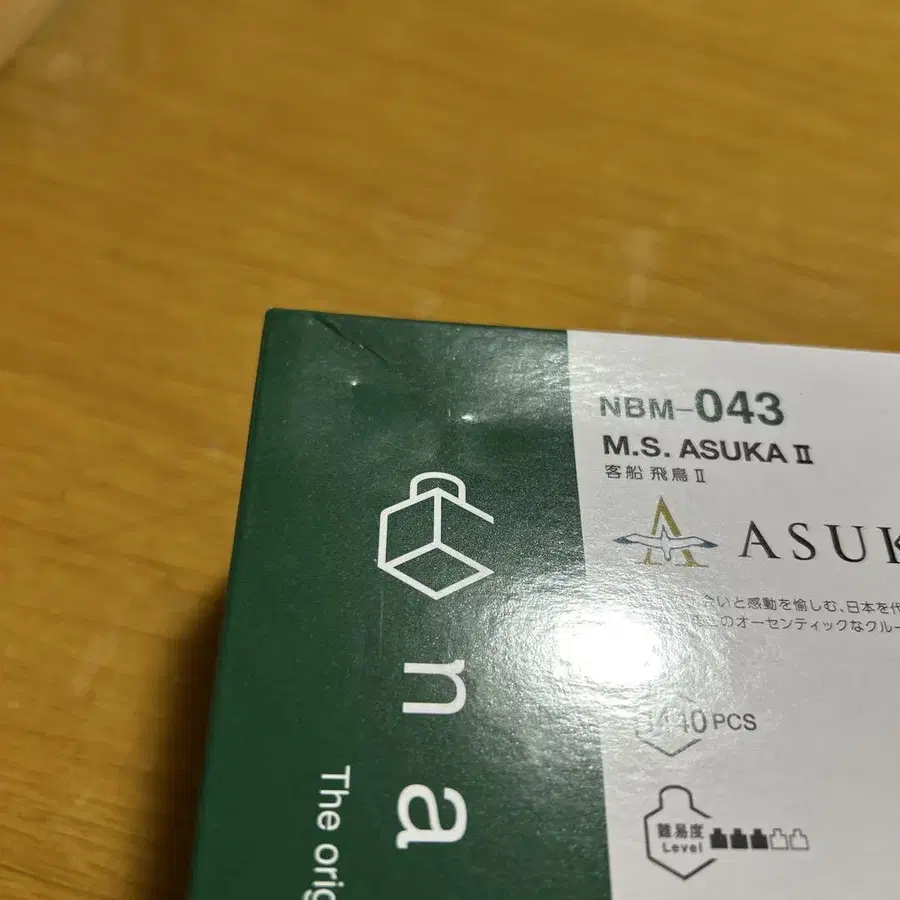 NBM-043
M.S. ASUKA II
客船 飛鳥 II
ASUK
いと感動を愉しむ、日本を代
のオーセンティックなクルー
PCS
難易度
Level
na
The orig